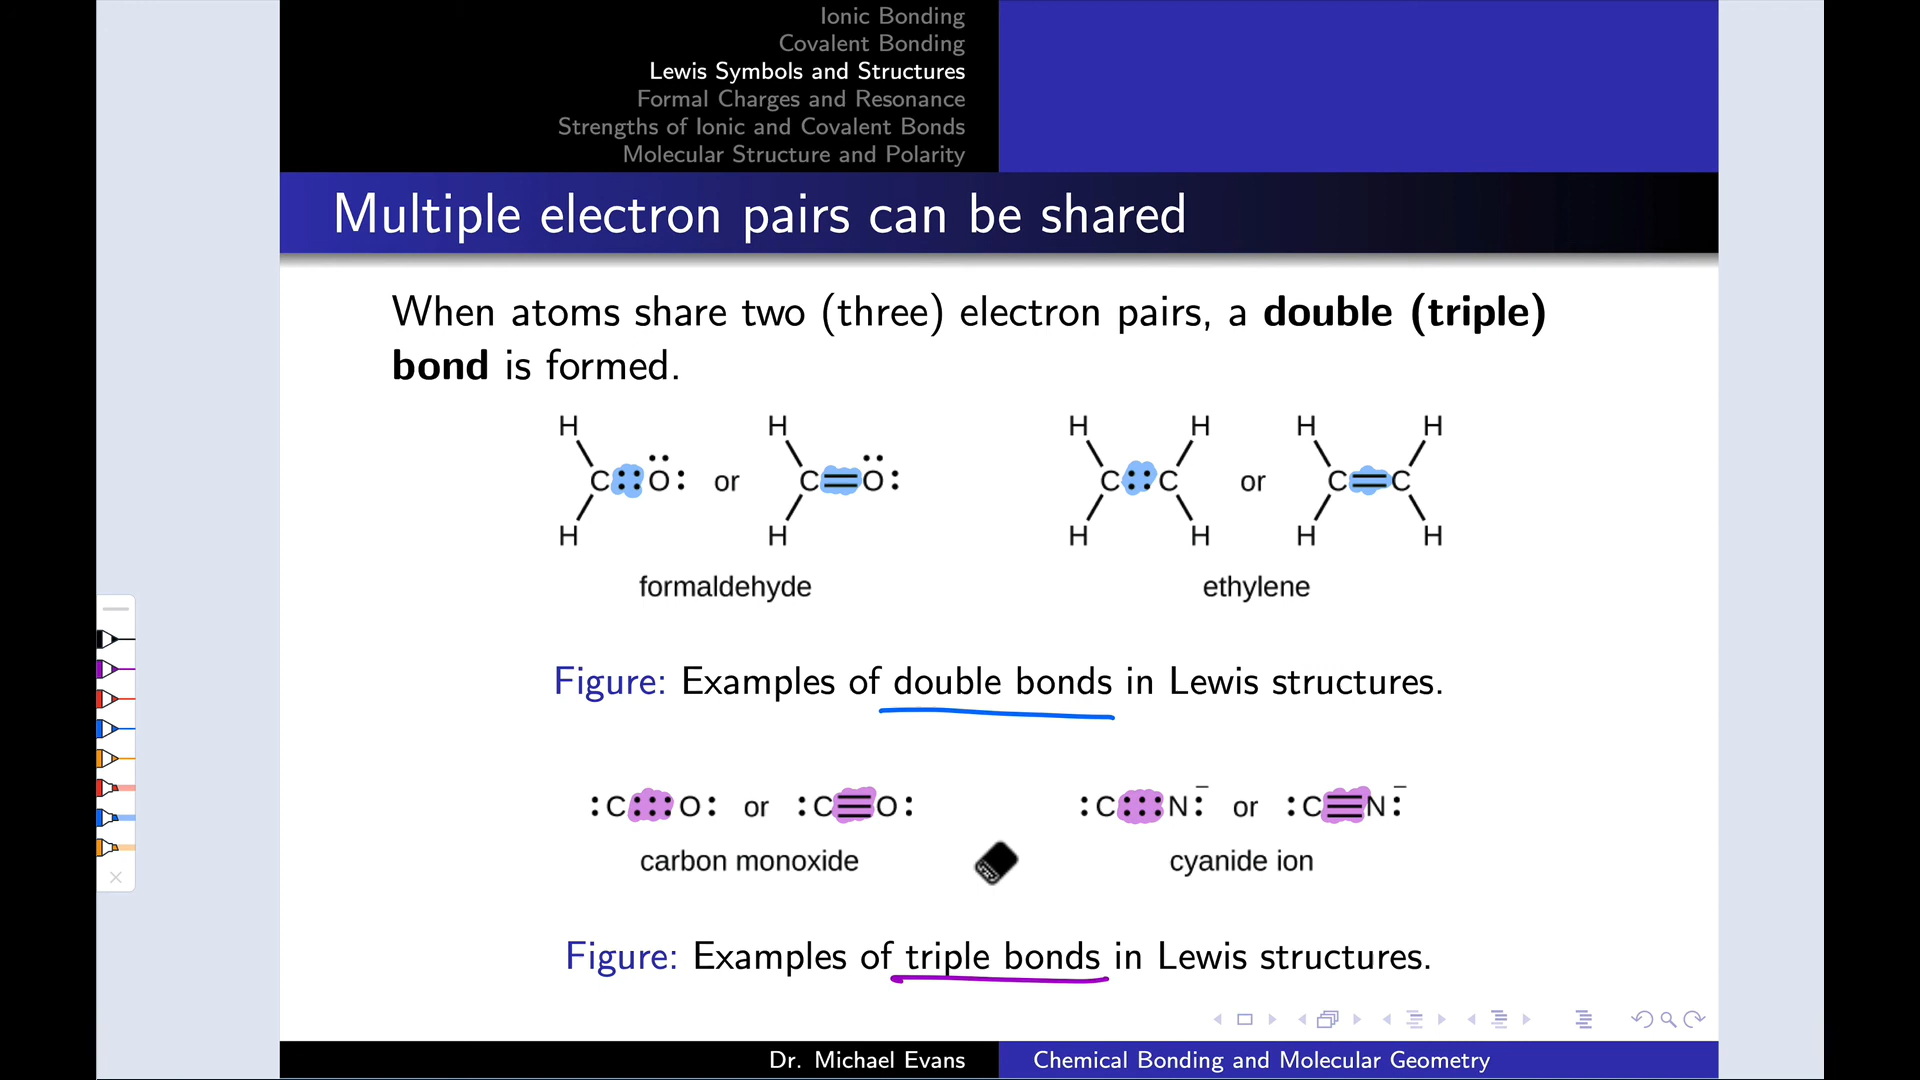 Ionic Bonding
Covalent Bonding
Lewis Symbols and Structures
Formal Charges and Resonance
Strengths of Ionic and Covalent Bonds
Molecular Structure and Polarity
Multiple electron pairs can be shared
When atoms share two (three) electron pairs, a double (triple)
bond is formed.
H H H H H H
C::O: or C=O: C::C or C=C
H H H H H H
formaldehyde ethylene
Figure: Examples of double bonds in Lewis structures.
:C:::O: or :C≡O: :C:::N:⁻ or :C≡N:⁻
carbon monoxide cyanide ion
Figure: Examples of triple bonds in Lewis structures.
Dr. Michael Evans Chemical Bonding and Molecular Geometry